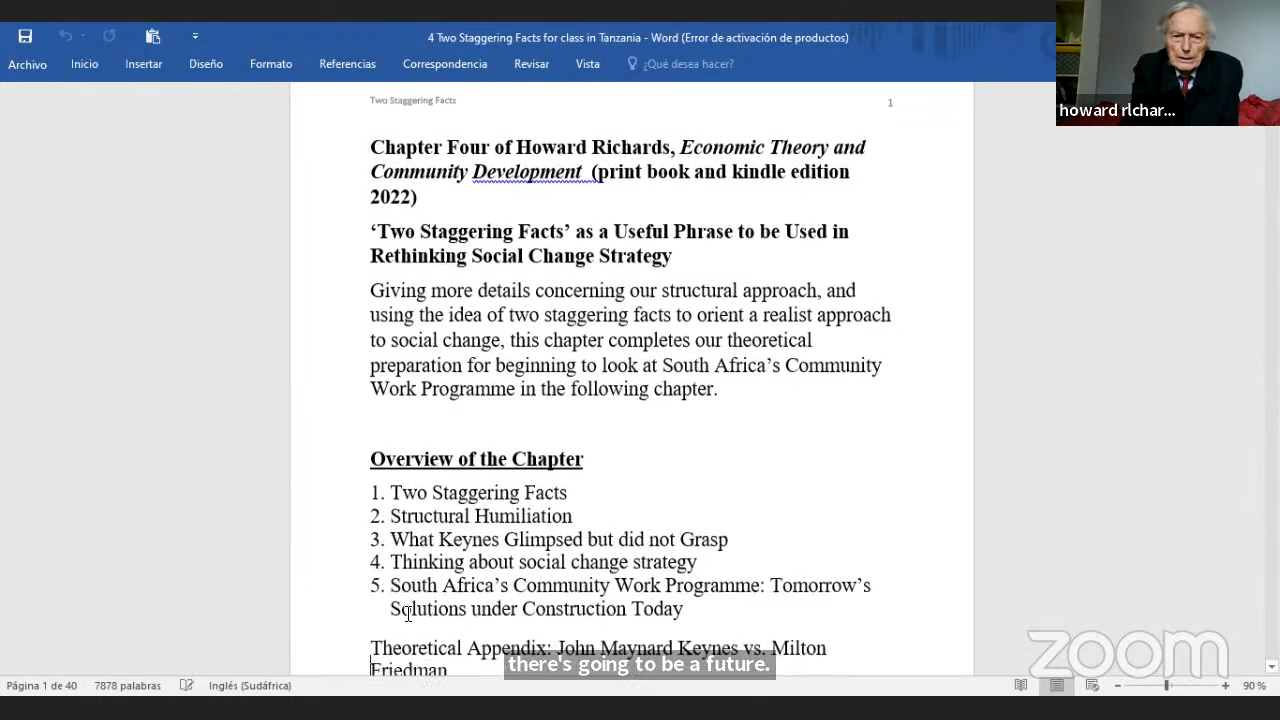 4 Two Staggering Facts for class in Tanzania - Word (Error de activación de productos)
Archivo Inicio Insertar Diseño Formato Referencias Correspondencia Revisar Vista ¿Qué desea hacer?
howard rlchar...
Two Staggering Facts 1
Chapter Four of Howard Richards, Economic Theory and
Community Development (print book and kindle edition
2022)
‘Two Staggering Facts’ as a Useful Phrase to be Used in
Rethinking Social Change Strategy
Giving more details concerning our structural approach, and
using the idea of two staggering facts to orient a realist approach
to social change, this chapter completes our theoretical
preparation for beginning to look at South Africa’s Community
Work Programme in the following chapter.
Overview of the Chapter
1. Two Staggering Facts
2. Structural Humiliation
3. What Keynes Glimpsed but did not Grasp
4. Thinking about social change strategy
5. South Africa’s Community Work Programme: Tomorrow’s
Solutions under Construction Today
Theoretical Appendix: John Maynard Keynes vs. Milton
Friedman
there's going to be a future.
zoom
Página 1 de 40 7878 palabras Inglés (Sudáfrica) 90 %